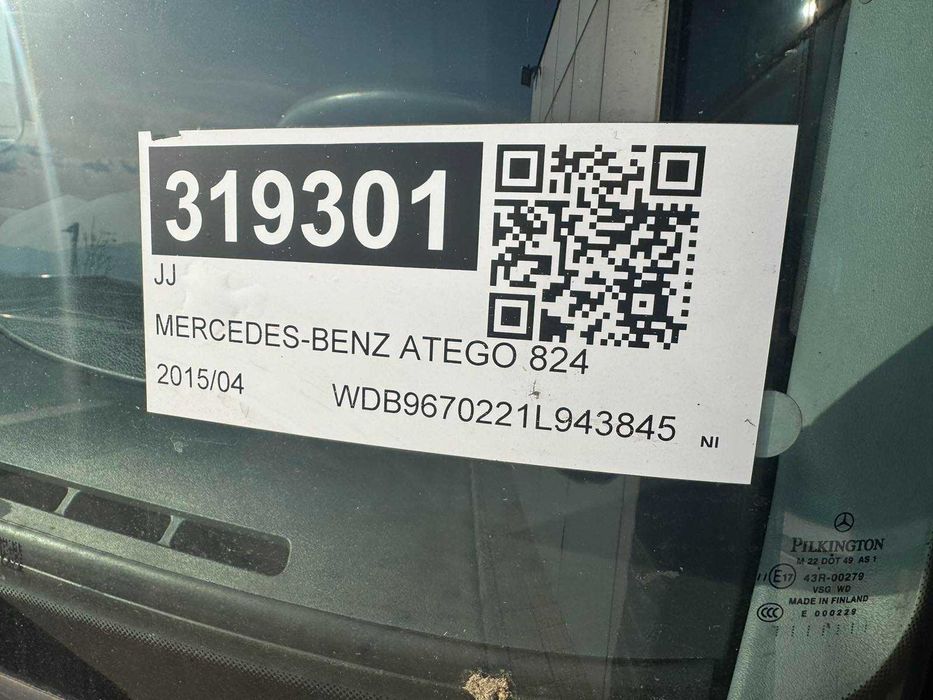 319301
JJ
MERCEDES-BENZ ATEGO 824
2015/04 WDB9670221L943845 NI
PILKINGTON
M 22 DOT 49 AS 1
E17 43R-00279
VSG WD
MADE IN FINLAND
CCC E 000229